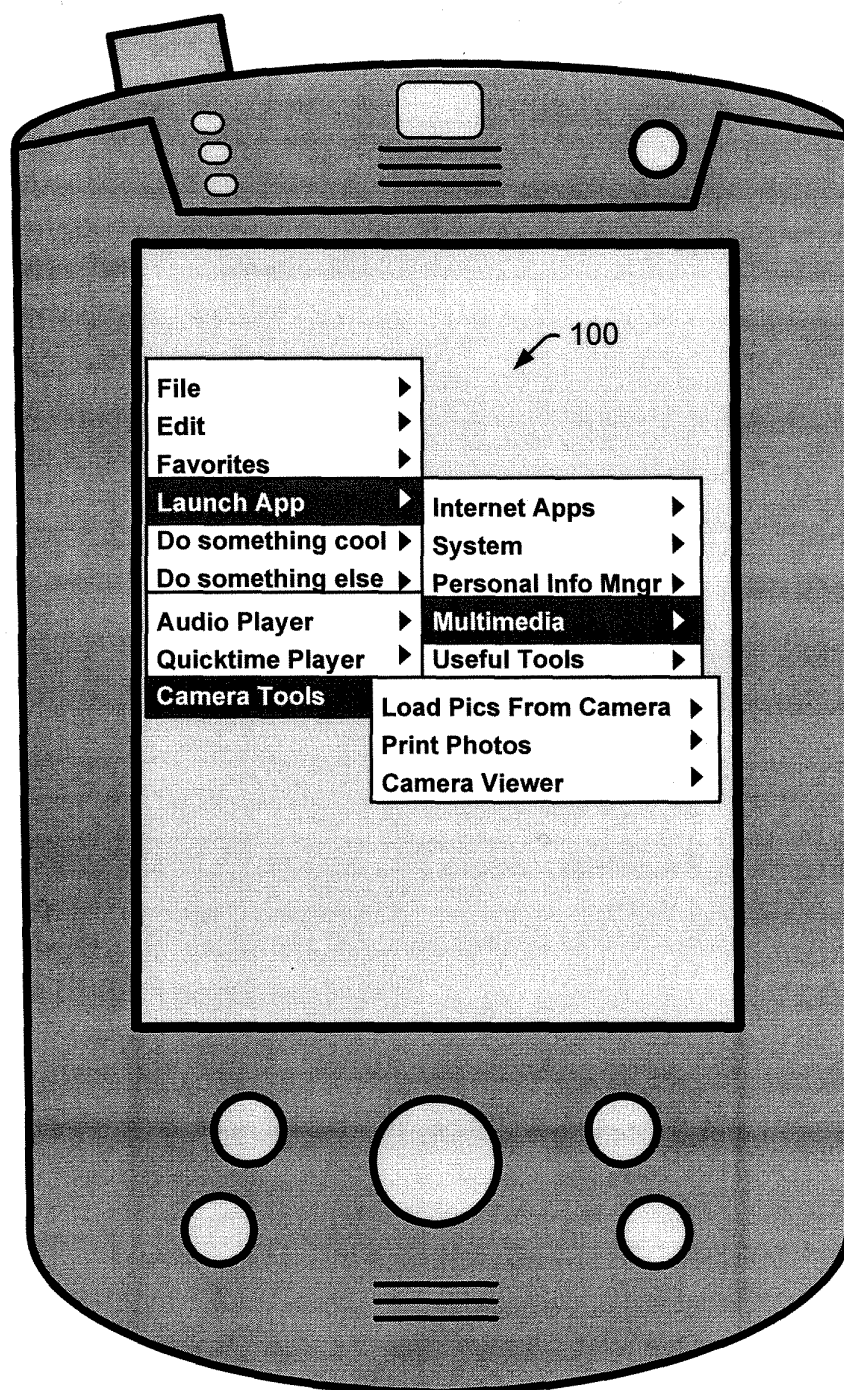 100
File
Edit
Favorites
Launch App
Do something cool
Do something else
Internet Apps
System
Personal Info Mngr
Multimedia
Useful Tools
Audio Player
Quicktime Player
Camera Tools
Load Pics From Camera
Print Photos
Camera Viewer